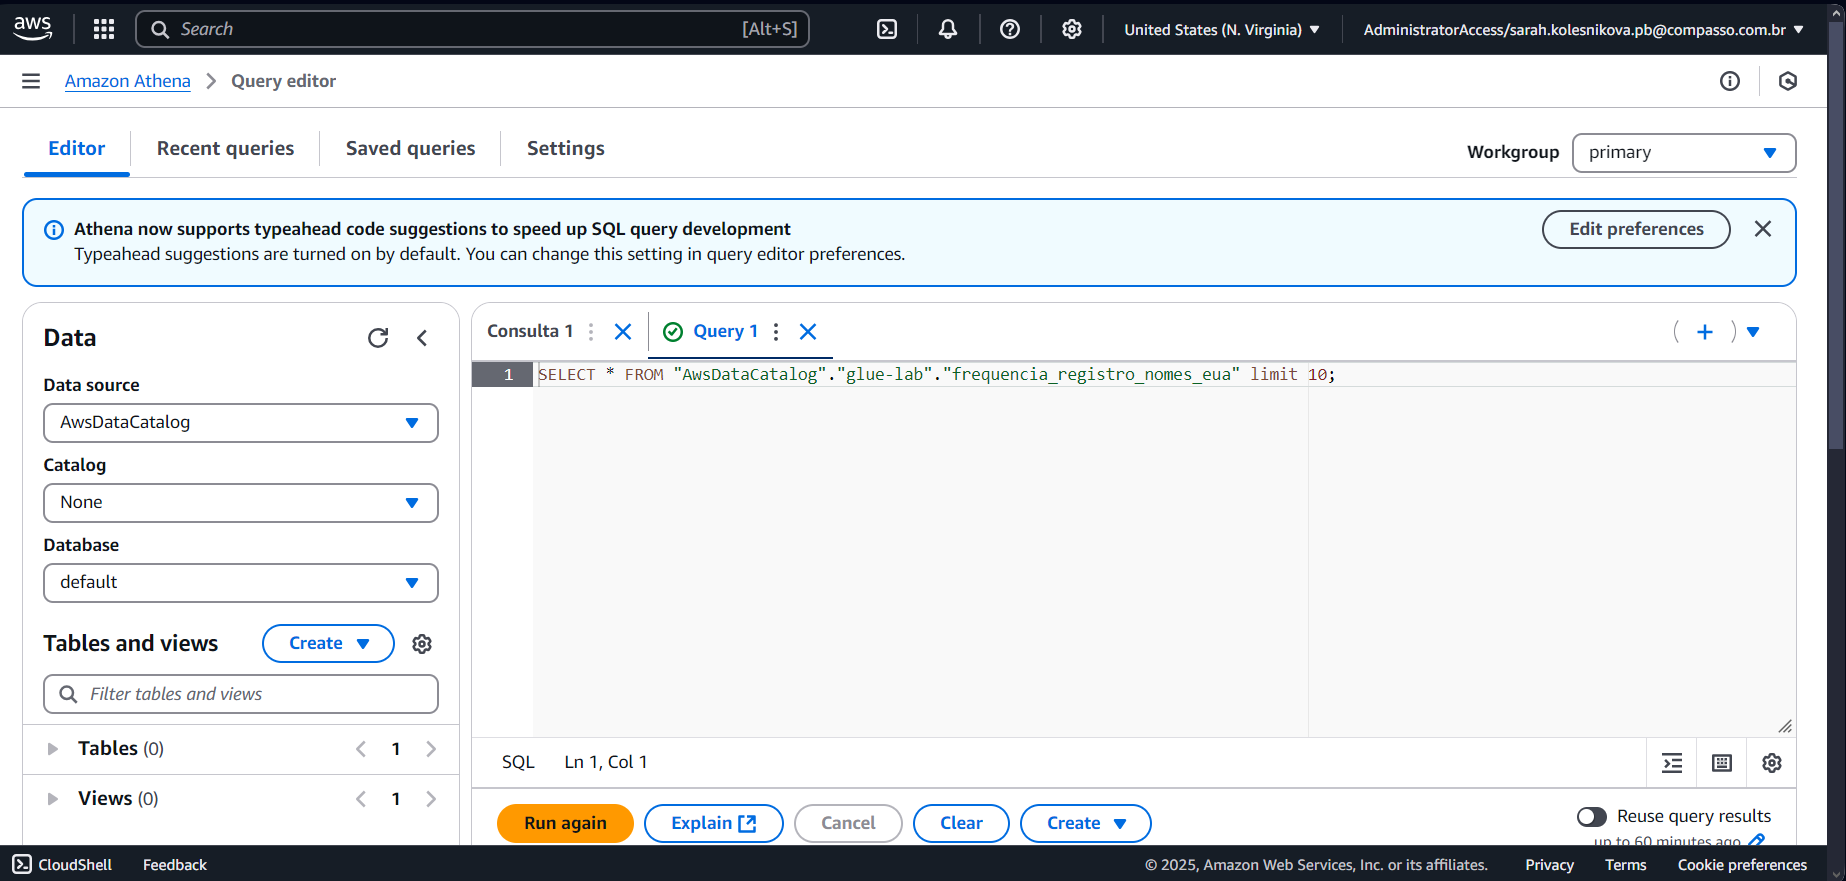 aws
Search [Alt+S] United States (N. Virginia) AdministratorAccess/sarah.kolesnikova.pb@compasso.com.br
Amazon Athena Query editor
Editor Recent queries Saved queries Settings Workgroup primary
Athena now supports typeahead code suggestions to speed up SQL query development Edit preferences
Typeahead suggestions are turned on by default. You can change this setting in query editor preferences.
Data
Data source
AwsDataCatalog
Catalog
None
Database
default
Tables and views Create
Filter tables and views
Tables (0) 1
Views (0) 1
Consulta 1 Query 1
1 SELECT * FROM "AwsDataCatalog"."glue-lab"."frequencia_registro_nomes_eua" limit 10;
SQL Ln 1, Col 1
Run again Explain Cancel Clear Create Reuse query results
up to 60 minutes ago
CloudShell Feedback © 2025, Amazon Web Services, Inc. or its affiliates. Privacy Terms Cookie preferences